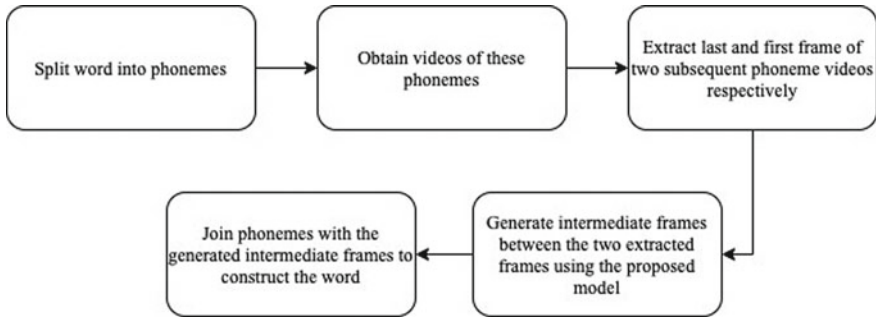 Split word into phonemes
Obtain videos of these
phonemes
Extract last and first frame of
two subsequent phoneme videos
respectively
Join phonemes with the
generated intermediate frames to
construct the word
Generate intermediate frames
between the two extracted
frames using the proposed
model